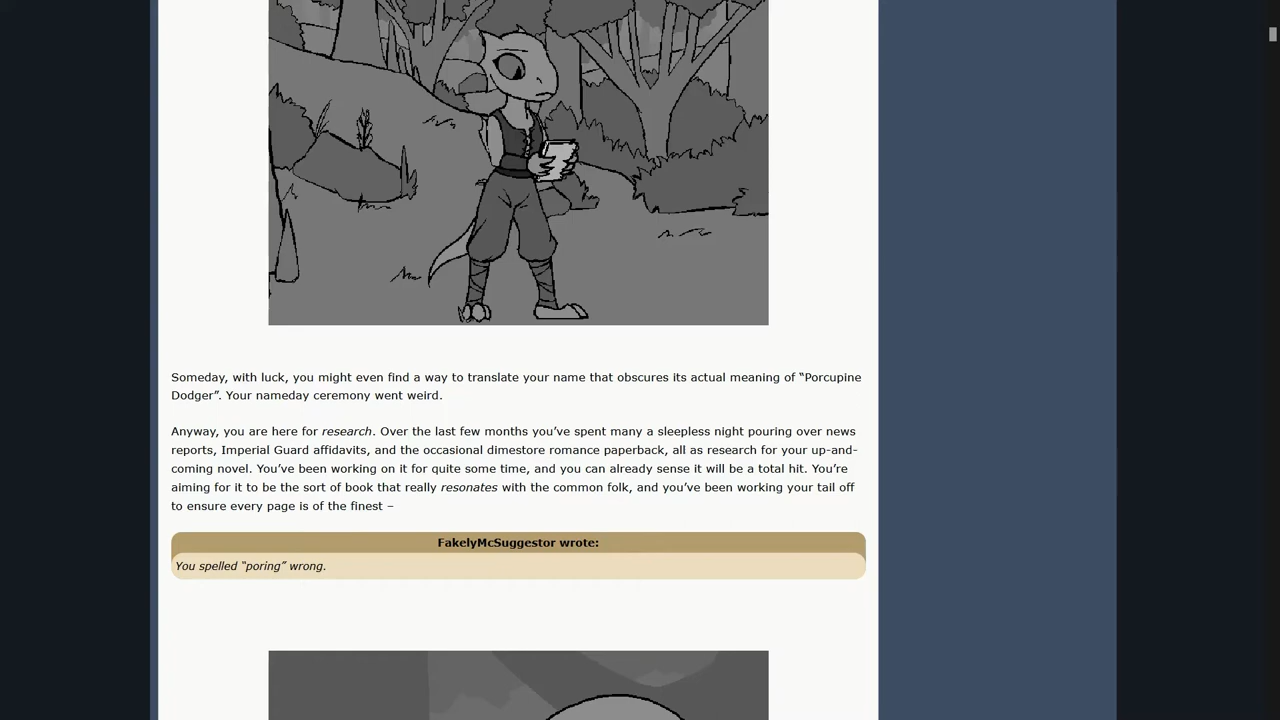 Someday, with luck, you might even find a way to translate your name that obscures its actual meaning of “Porcupine
Dodger”. Your nameday ceremony went weird.
Anyway, you are here for research. Over the last few months you’ve spent many a sleepless night pouring over news
reports, Imperial Guard affidavits, and the occasional dimestore romance paperback, all as research for your up-and-
coming novel. You’ve been working on it for quite some time, and you can already sense it will be a total hit. You’re
aiming for it to be the sort of book that really resonates with the common folk, and you’ve been working your tail off
to ensure every page is of the finest –
FakelyMcSuggestor wrote:
You spelled “poring” wrong.